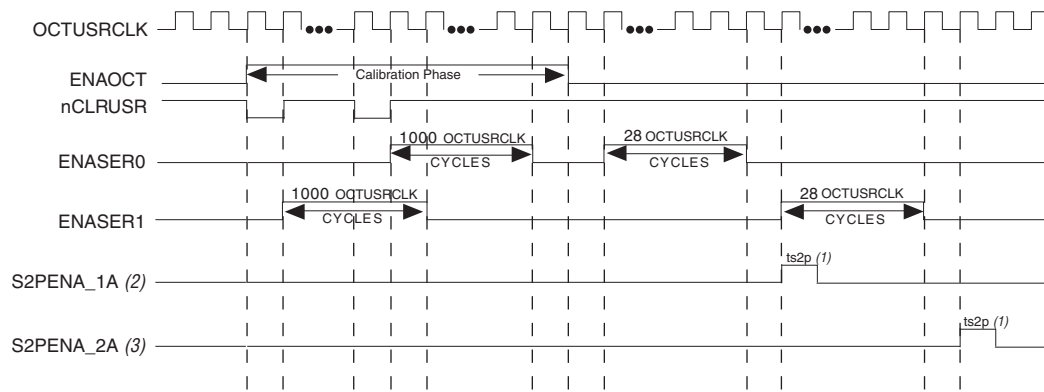 OCTUSRCLK
ENAOCT
Calibration Phase
nCLRUSR
ENASER0
1000 OCTUSRCLK
CYCLES
28 OCTUSRCLK
CYCLES
ENASER1
1000 OCTUSRCLK
CYCLES
28 OCTUSRCLK
CYCLES
S2PENA_1A (2)
ts2p (1)
S2PENA_2A (3)
ts2p (1)